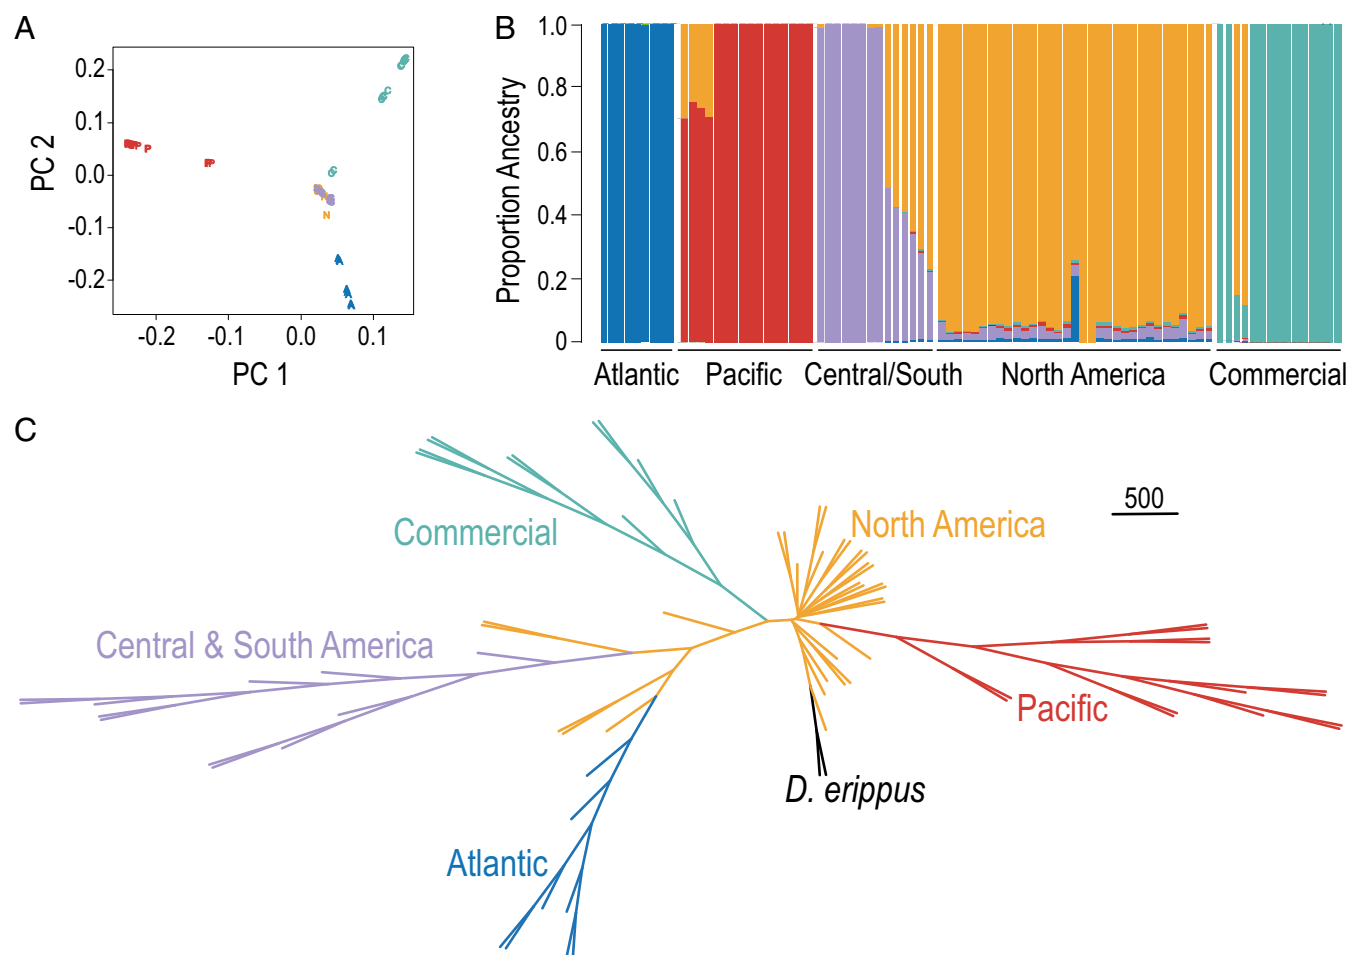 A
B
0.2
0.1
0.0
-0.1
-0.2
PC 2
-0.2
-0.1
0.0
0.1
PC 1
C
C
P
P
N
A
A
A
1.0
0.8
0.6
0.4
0.2
0
Proportion Ancestry
Atlantic
Pacific
Central/South
North America
Commercial
C
Commercial
North America
500
Central & South America
Pacific
D. erippus
Atlantic